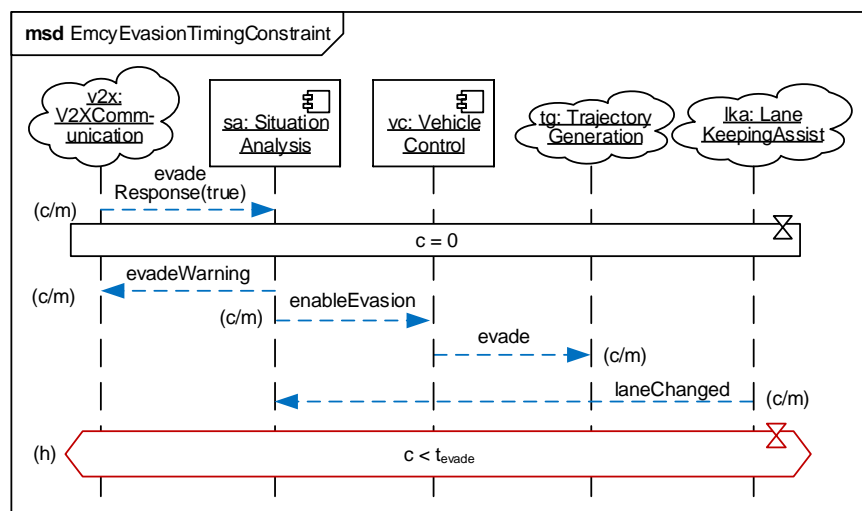 msd EmcyEvasionTimingConstraint
v2x:
V2XComm-
unication
sa: Situation
Analysis
vc: Vehicle
Control
tg: Trajectory
Generation
lka: Lane
KeepingAssist
evade
Response(true)
(c/m)
c = 0
evadeWarning
(c/m)
enableEvasion
(c/m)
evade
(c/m)
laneChanged
(c/m)
(h)
c < tevade